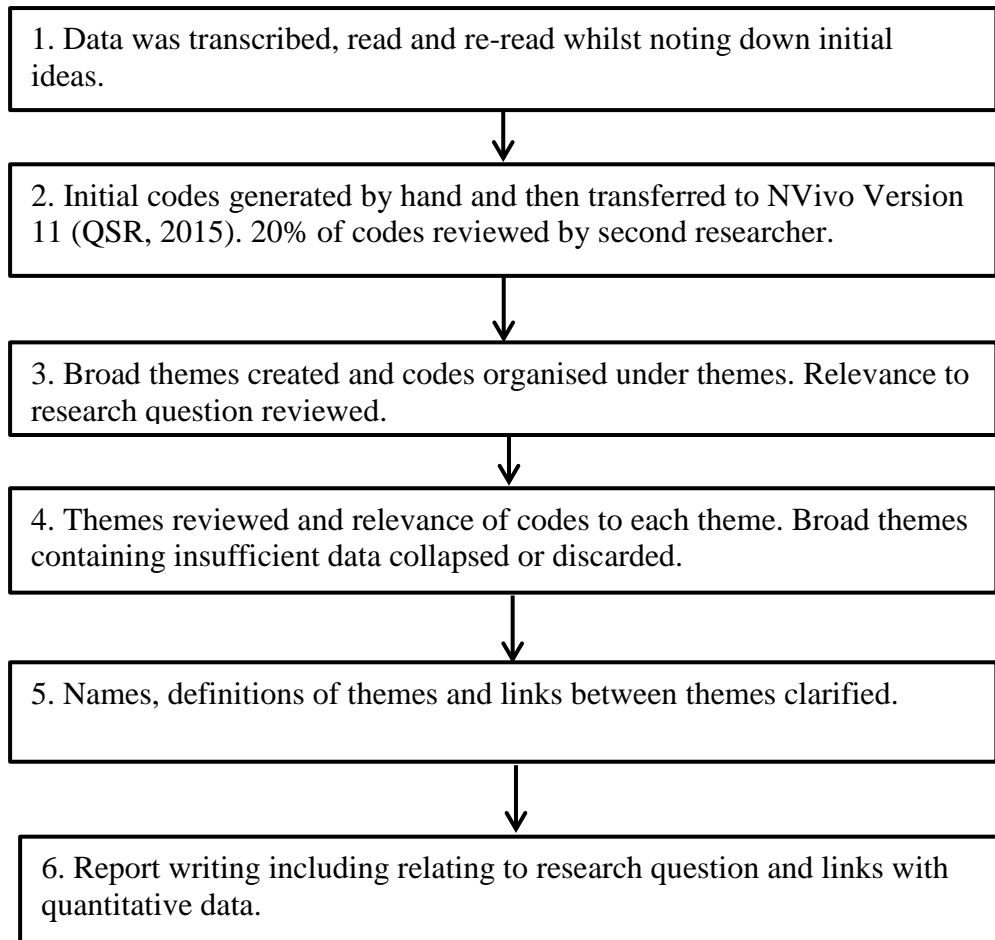 1. Data was transcribed, read and re-read whilst noting down initial
ideas.
2. Initial codes generated by hand and then transferred to NVivo Version
11 (QSR, 2015). 20% of codes reviewed by second researcher.
3. Broad themes created and codes organised under themes. Relevance to
research question reviewed.
4. Themes reviewed and relevance of codes to each theme. Broad themes
containing insufficient data collapsed or discarded.
5. Names, definitions of themes and links between themes clarified.
6. Report writing including relating to research question and links with
quantitative data.